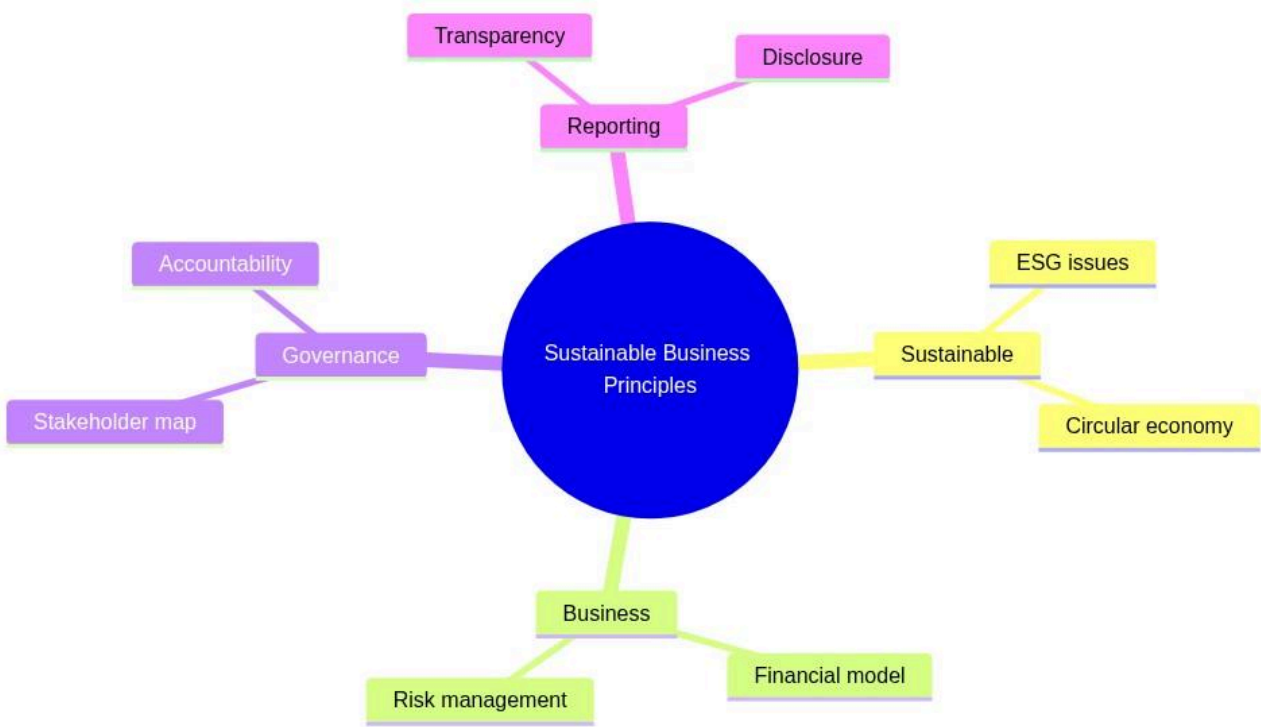 Transparency
Disclosure
Reporting
Accountability
ESG issues
Governance
Sustainable Business
Principles
Sustainable
Stakeholder map
Circular economy
Business
Risk management
Financial model